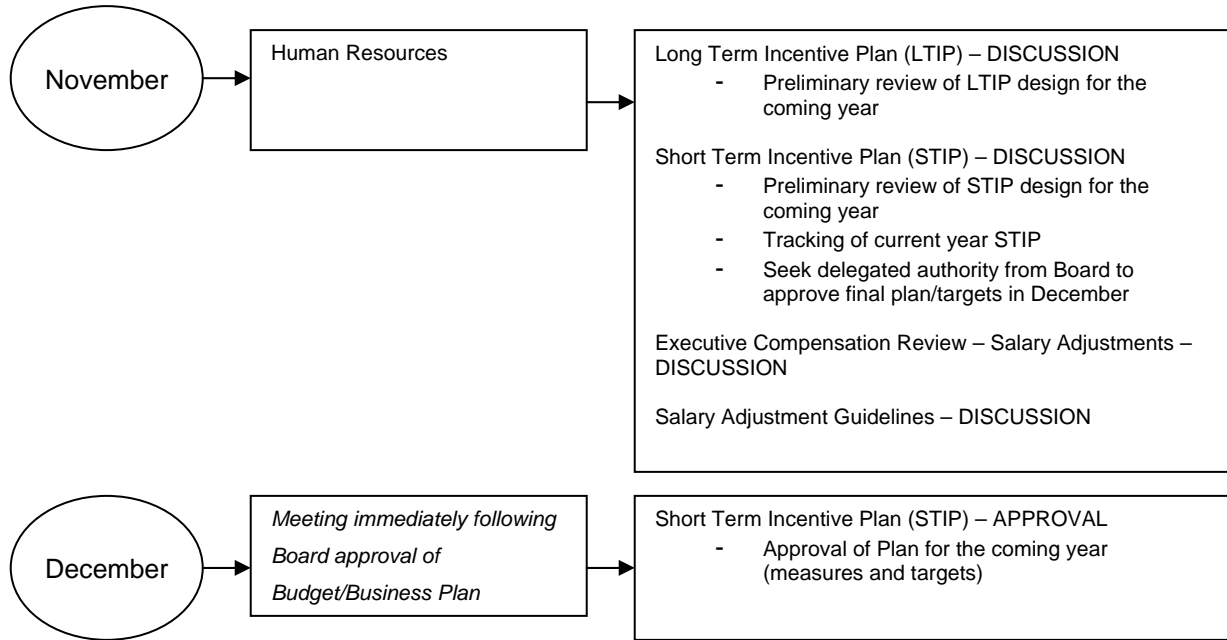 November
Human Resources
Long Term Incentive Plan (LTIP) – DISCUSSION
- Preliminary review of LTIP design for the
coming year
Short Term Incentive Plan (STIP) – DISCUSSION
- Preliminary review of STIP design for the
coming year
- Tracking of current year STIP
- Seek delegated authority from Board to
approve final plan/targets in December
Executive Compensation Review – Salary Adjustments –
DISCUSSION
Salary Adjustment Guidelines – DISCUSSION
December
Meeting immediately following
Board approval of
Budget/Business Plan
Short Term Incentive Plan (STIP) – APPROVAL
- Approval of Plan for the coming year
(measures and targets)